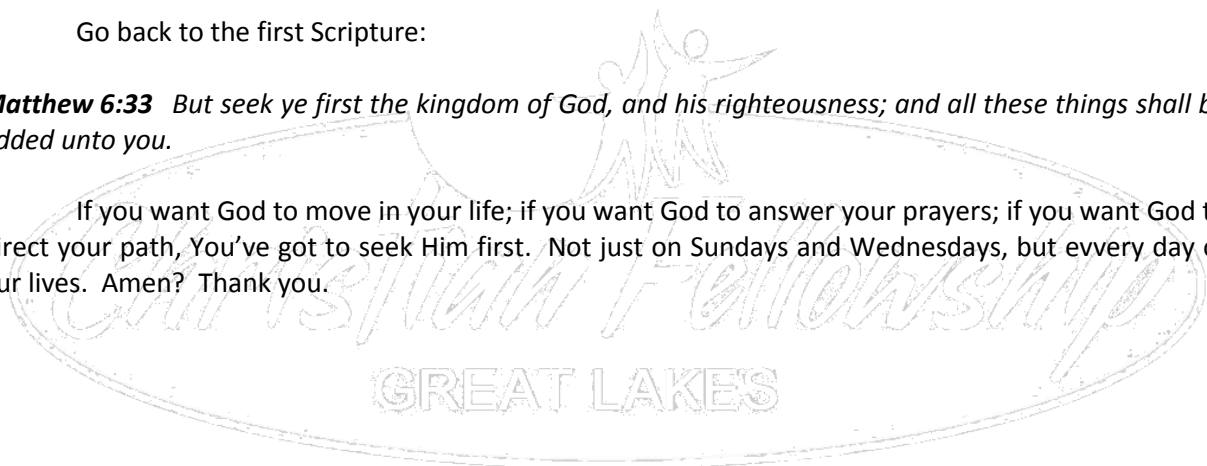 Go back to the first Scripture:
Matthew 6:33 But seek ye first the kingdom of God, and his righteousness; and all these things shall b
dded unto you.
If you want God to move in your life; if you want God to answer your prayers; if you want God t
irect your path, You’ve got to seek Him first. Not just on Sundays and Wednesdays, but evvery day o
ur lives. Amen? Thank you.
Christian Fellowship
GREAT LAKES